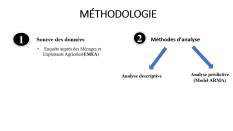 MÉTHODOLOGIE
1 Source des données
• Enquête auprès des Ménages et
Exploitants Agricoles(EMEA)
2 Méthodes d'analyse
Analyse descriptive
Analyse prédictive
(Model ARMA)